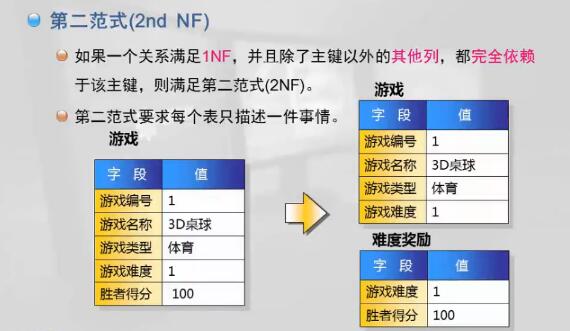 第二范式(2nd NF)
如果一个关系满足1NF，并且除了主键以外的其他列，都完全依赖
于该主键，则满足第二范式(2NF)。
第二范式要求每个表只描述一件事情。
游戏
字 段 值
游戏编号 1
游戏名称 3D桌球
游戏类型 体育
游戏难度 1
胜者得分 100
游戏
字 段 值
游戏编号 1
游戏名称 3D桌球
游戏类型 体育
游戏难度 1
难度奖励
字 段 值
游戏难度 1
胜者得分 100